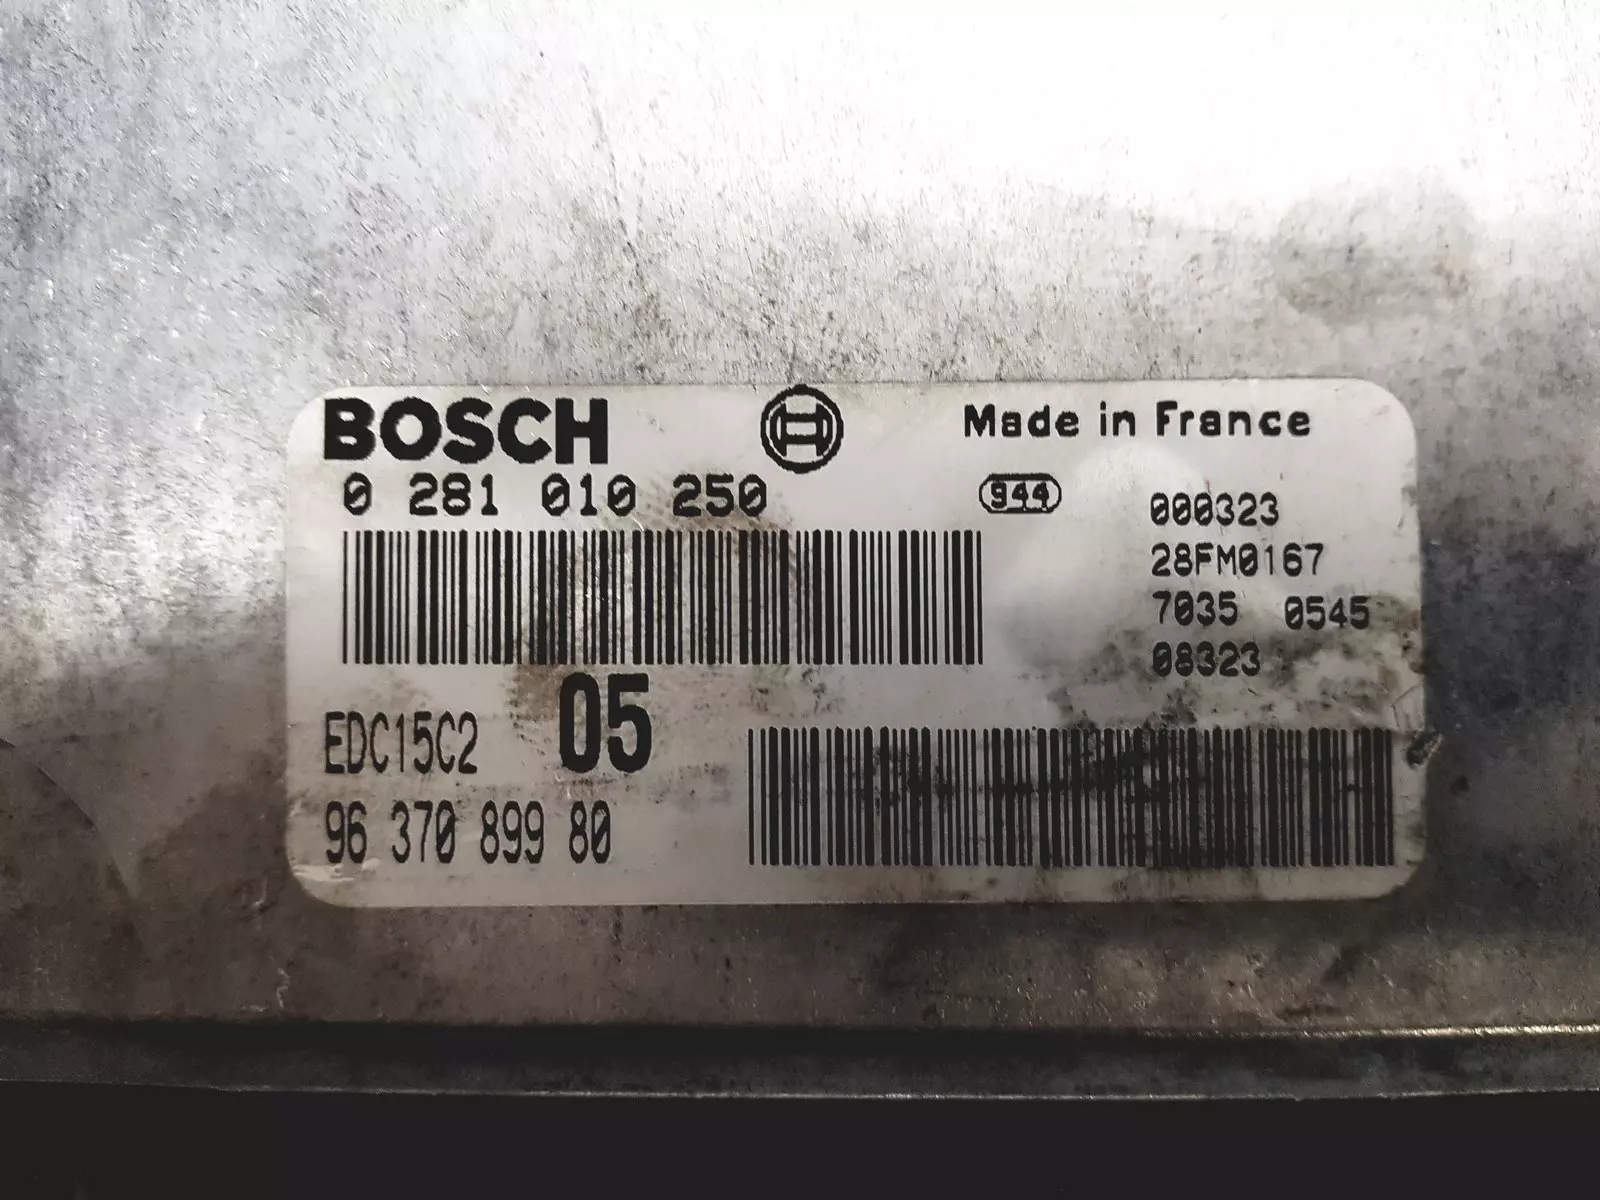 BOSCH
Made in France
0 281 010 250
944
000323
28FM0167
7035 0545
08323
EDC15C2 05
96 370 899 80